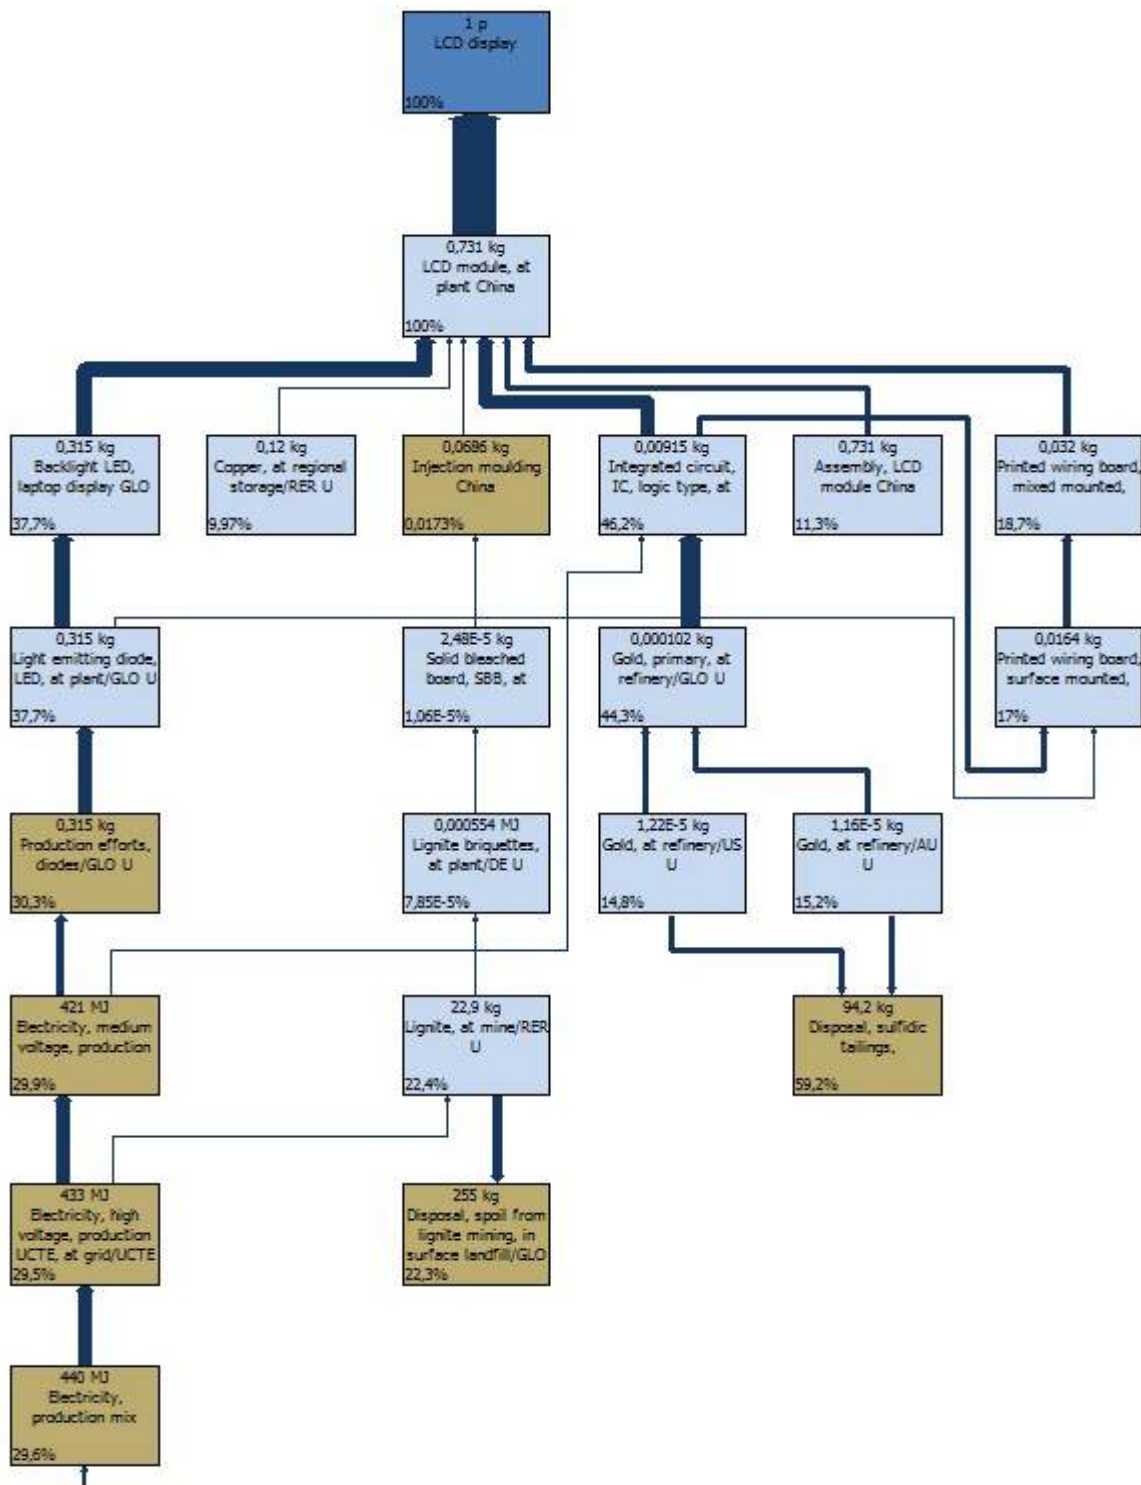 1 p
LCD display
100%
0,731 kg
LCD module, at
plant China
100%
0,315 kg
Backlight LED,
laptop display GLO
37,7%
0,12 kg
Copper, at regional
storage/RER U
9,97%
0,0686 kg
Injection moulding
China
0,0173%
0,00915 kg
Integrated circuit,
IC, logic type, at
46,2%
0,731 kg
Assembly, LCD
module China
11,3%
0,032 kg
Printed wiring board,
mixed mounted,
18,7%
0,315 kg
Light emitting diode,
LED, at plant/GLO U
37,7%
2,48E-5 kg
Solid bleached
board, SBB, at
1,06E-5%
0,000102 kg
Gold, primary, at
refinery/GLO U
44,3%
0,0164 kg
Printed wiring board,
surface mounted,
17%
0,315 kg
Production efforts,
diodes/GLO U
30,3%
0,000554 MJ
Lignite briquettes,
at plant/DE U
7,85E-5%
1,22E-5 kg
Gold, at refinery/US
U
14,8%
1,16E-5 kg
Gold, at refinery/AU
U
15,2%
421 MJ
Electricity, medium
voltage, production
29,9%
22,9 kg
Lignite, at mine/RER
U
22,4%
94,2 kg
Disposal, sulfidic
tailings,
59,2%
433 MJ
Electricity, high
voltage, production
UCTE, at grid/UCTE
29,5%
255 kg
Disposal, spoil from
lignite mining, in
surface landfill/GLO
22,3%
440 MJ
Electricity,
production mix
29,6%